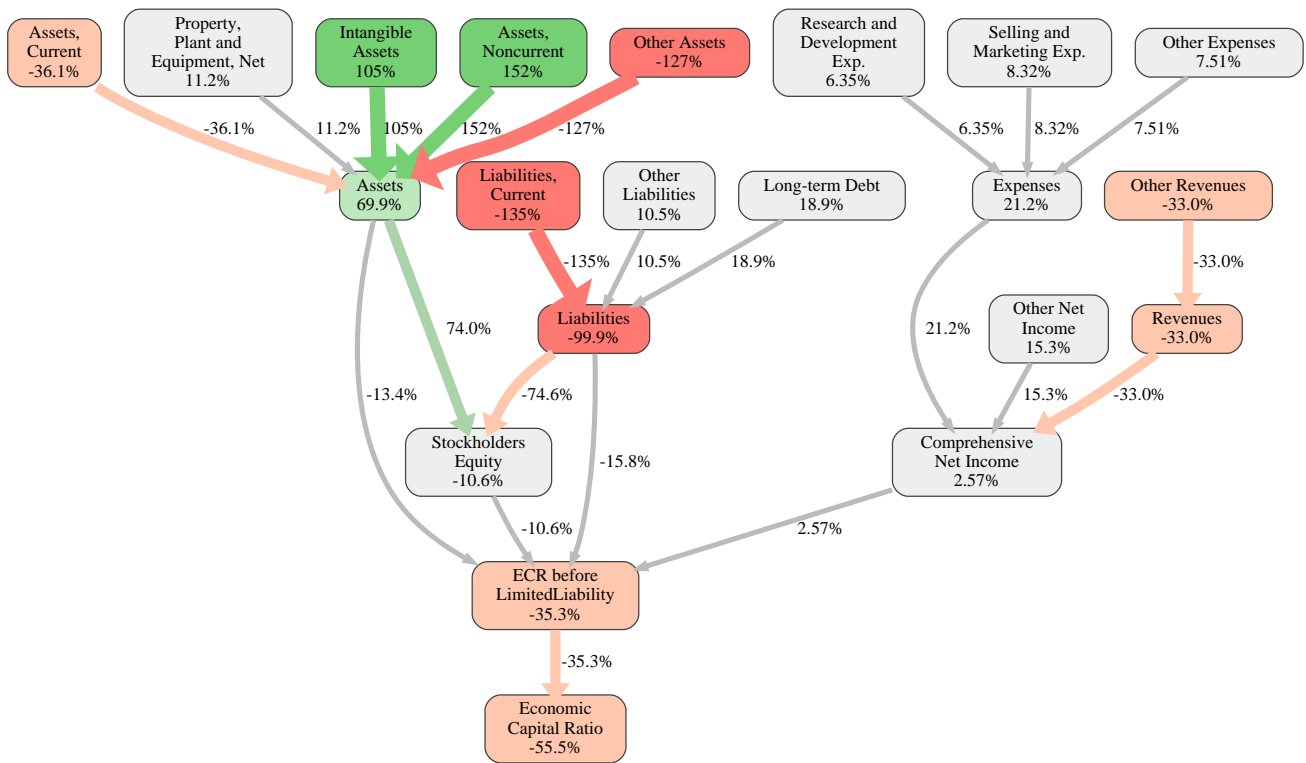 Assets,
Current
-36.1%
Property,
Plant and
Equipment, Net
11.2%
Intangible
Assets
105%
Assets,
Noncurrent
152%
Other Assets
-127%
Research and
Development
Exp.
6.35%
Selling and
Marketing Exp.
8.32%
Other Expenses
7.51%
-36.1%
11.2%
105%
152%
-127%
6.35%
8.32%
7.51%
Assets
69.9%
Liabilities,
Current
-135%
Other
Liabilities
10.5%
Long-term Debt
18.9%
Expenses
21.2%
Other Revenues
-33.0%
-135%
10.5%
18.9%
-33.0%
Liabilities
-99.9%
Other Net
Income
15.3%
Revenues
-33.0%
74.0%
21.2%
-13.4%
-74.6%
15.3%
-33.0%
Stockholders
Equity
-10.6%
-15.8%
Comprehensive
Net Income
2.57%
-10.6%
2.57%
ECR before
LimitedLiability
-35.3%
-35.3%
Economic
Capital Ratio
-55.5%